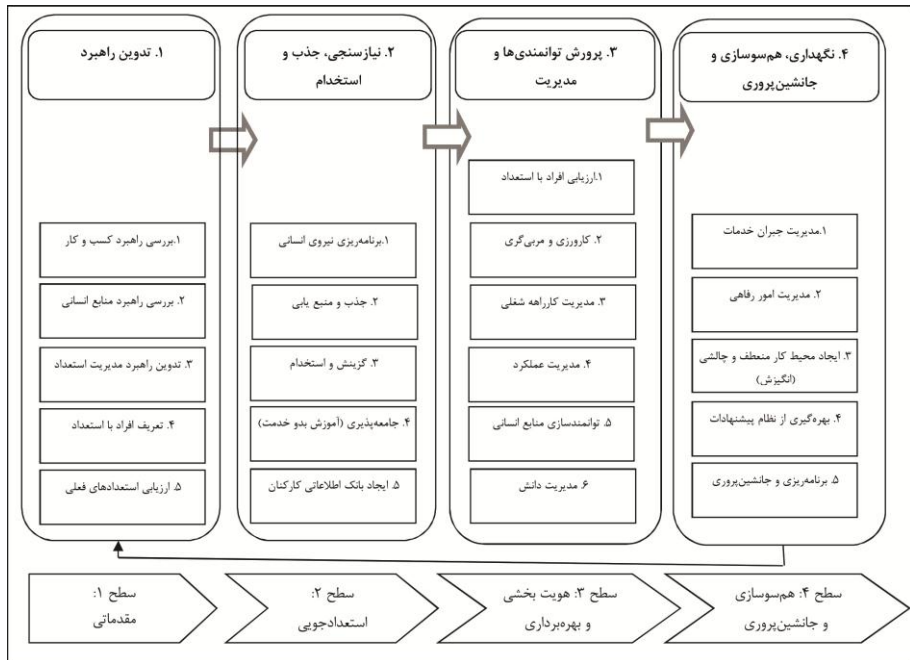 ۱. تدوین راهبرد
۱.بررسی راهبرد کسب و کار
۲. بررسی راهبرد منابع انسانی
۳. تدوین راهبرد مدیریت استعداد
۴. تعریف افراد با استعداد
۵. ارزیابی استعدادهای فعلی
۲. نیازسنجی، جذب و
استخدام
۱.برنامه‌ریزی نیروی انسانی
۲. جذب و منبع یابی
۳. گزینش و استخدام
۴. جامعه‌پذیری (آموزش بدو خدمت)
۵. ایجاد بانک اطلاعاتی کارکنان
۳. پرورش توانمندی‌ها و
مدیریت
۱.ارزیابی افراد با استعداد
۲. کارورزی و مربی‌گری
۳. مدیریت کارراهه شغلی
۴. مدیریت عملکرد
۵. توانمندسازی منابع انسانی
۶. مدیریت دانش
۴. نگهداری، هم‌سوسازی و
جانشین‌پروری
۱.مدیریت جبران خدمات
۲. مدیریت امور رفاهی
۳. ایجاد محیط کار منعطف و چالشی
(انگیزش)
۴. بهره‌گیری از نظام پیشنهادات
۵. برنامه‌ریزی و جانشین‌پروری
سطح ۱:
مقدماتی
سطح ۲:
استعدادجویی
سطح ۳: هویت بخشی
و بهره‌برداری
سطح ۴: هم‌سوسازی
و جانشین‌پروری